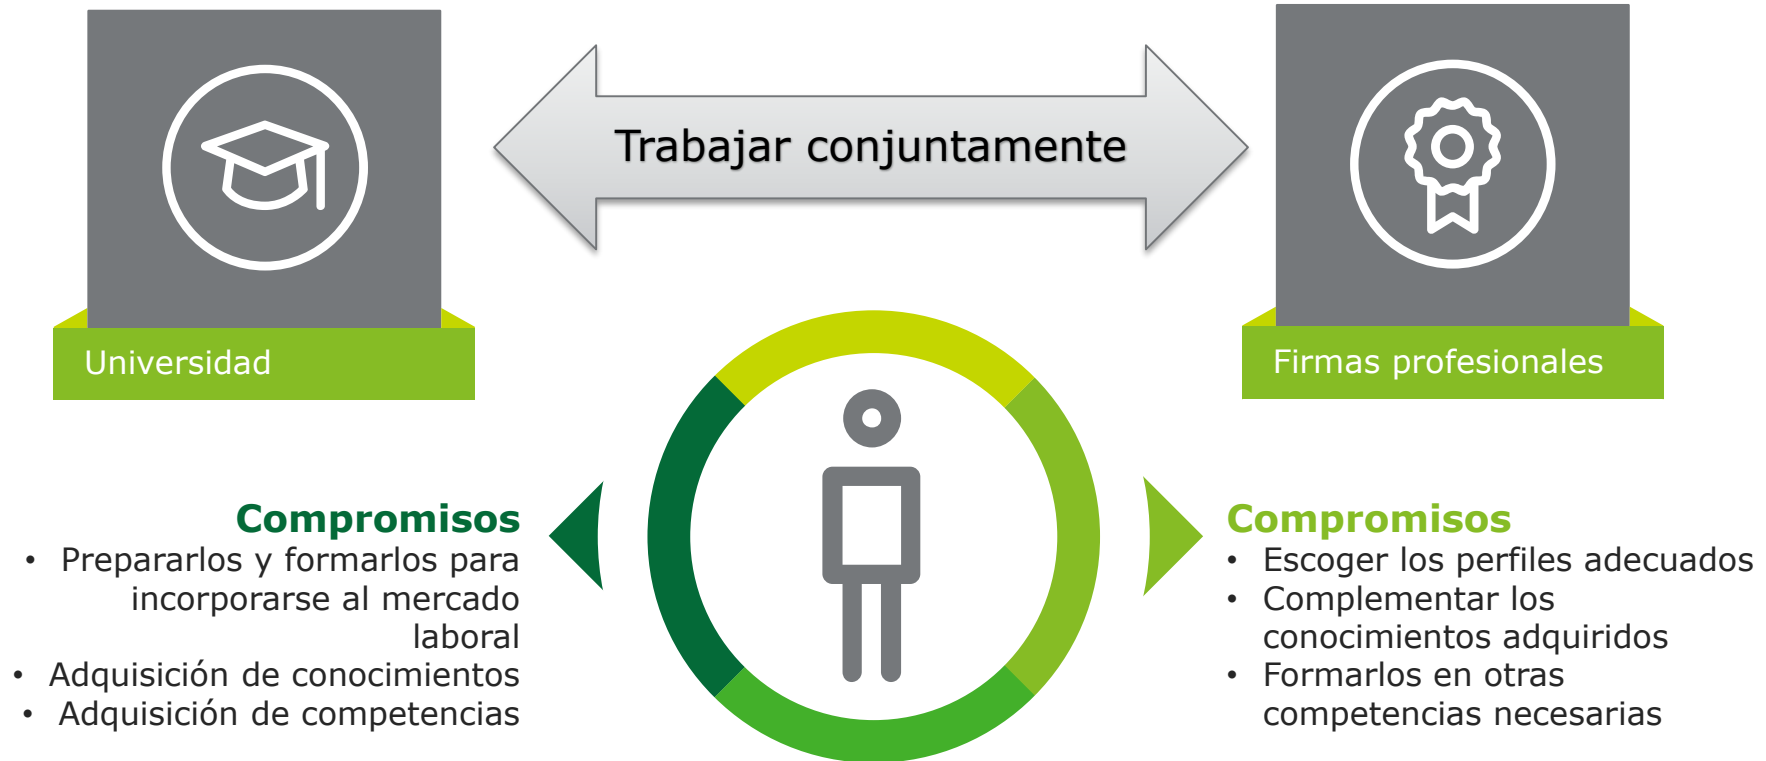 Trabajar conjuntamente
Universidad
Firmas profesionales
Compromisos
• Prepararlos y formarlos para
incorporarse al mercado
laboral
• Adquisición de conocimientos
• Adquisición de competencias
Compromisos
• Escoger los perfiles adecuados
• Complementar los
conocimientos adquiridos
• Formarlos en otras
competencias necesarias